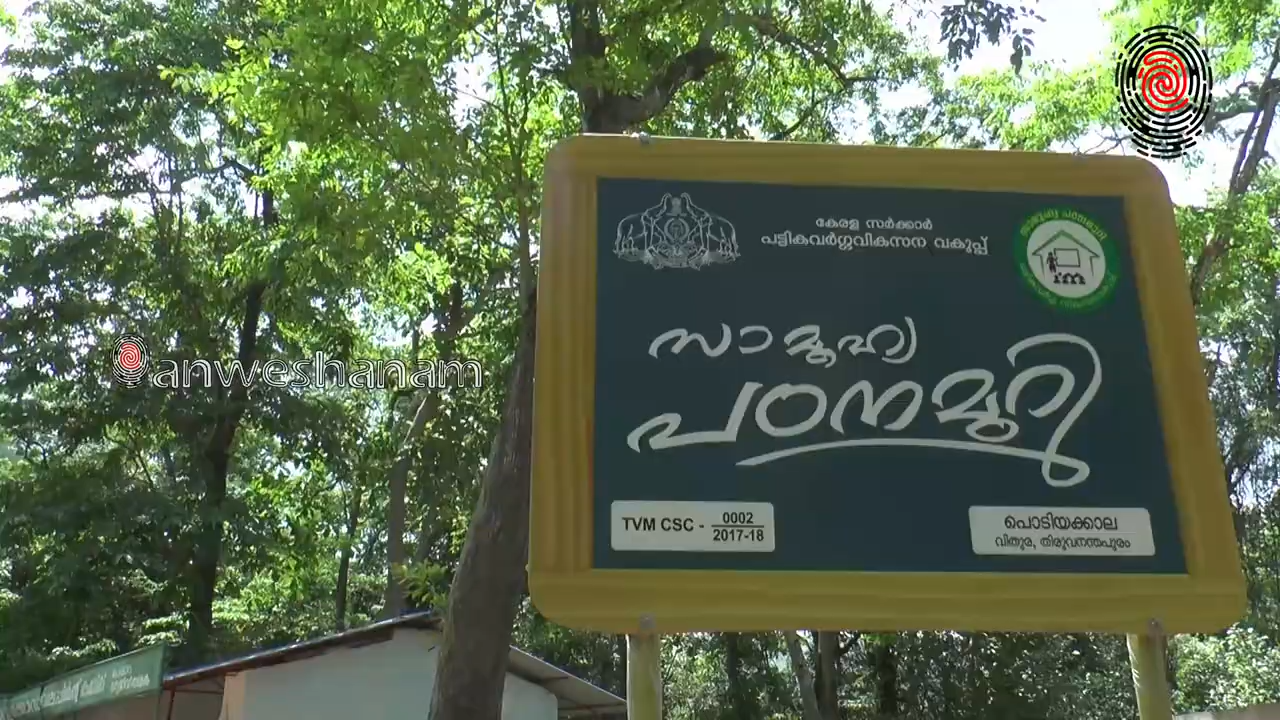 കേരള സർക്കാർ
പട്ടികവർഗ്ഗവികസന വകുപ്പ്
സാമൂഹ്യ
പഠനമുറി
TVM CSC - 0002
2017-18
പൊടിയക്കാല
വിതുര, തിരുവനന്തപുരം
anweshanam